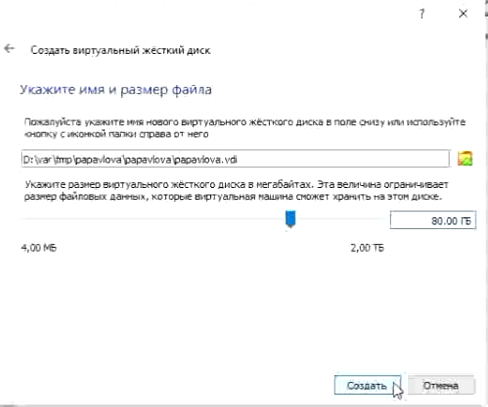 ?
Создать виртуальный жёсткий диск
Укажите имя и размер файла
Пожалуйста укажите имя нового виртуального жёсткого диска в поле снизу или используйте
кнопку с иконкой папки справа от него
D:\var\tmp\papavlova\papavlova\papavlova.vdi
Укажите размер виртуального жёсткого диска в мегабайтах. Эта величина ограничивает
размер файловых данных, которые виртуальная машина сможет хранить на этом диске.
80.00 ГБ
4,00 МБ 2,00 ТБ
Создать Отмена